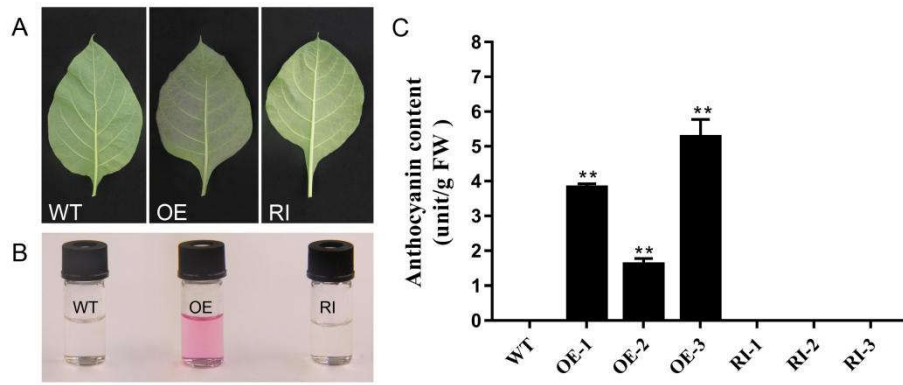 A
WT
OE
RI
B
WT
OE
RI
C
Anthocyanin content
(unit/g FW )
8
7
6
5
4
3
2
1
0
**
**
**
WT
OE-1
OE-2
OE-3
RI-1
RI-2
RI-3